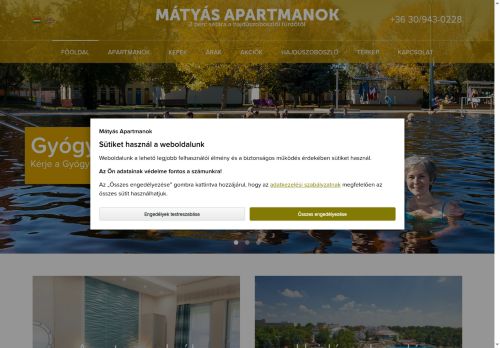 MÁTYÁS APARTMANOK
2 perc sétára a hajdúszoboszlói fürdőtől
+36 30/943-0228
FŐOLDAL APARTMANOK KÉPEK ÁRAK AKCIÓK HAJDÚSZOBOSZLÓ TÉRKÉP KAPCSOLAT
Gyógy
Kérje a Gyógy
Mátyás Apartmanok
Sütiket használ a weboldalunk
Weboldalunk a lehető legjobb felhasználói élmény és a biztonságos működés érdekében sütiket használ.
Az Ön adatainak védelme fontos a számunkra!
Az „Összes engedélyezése” gombra kattintva hozzájárul, hogy az adatkezelési szabályzatnak megfelelően az
összes sütit használhatjuk.
Engedélyek testreszabása
Összes engedélyezése